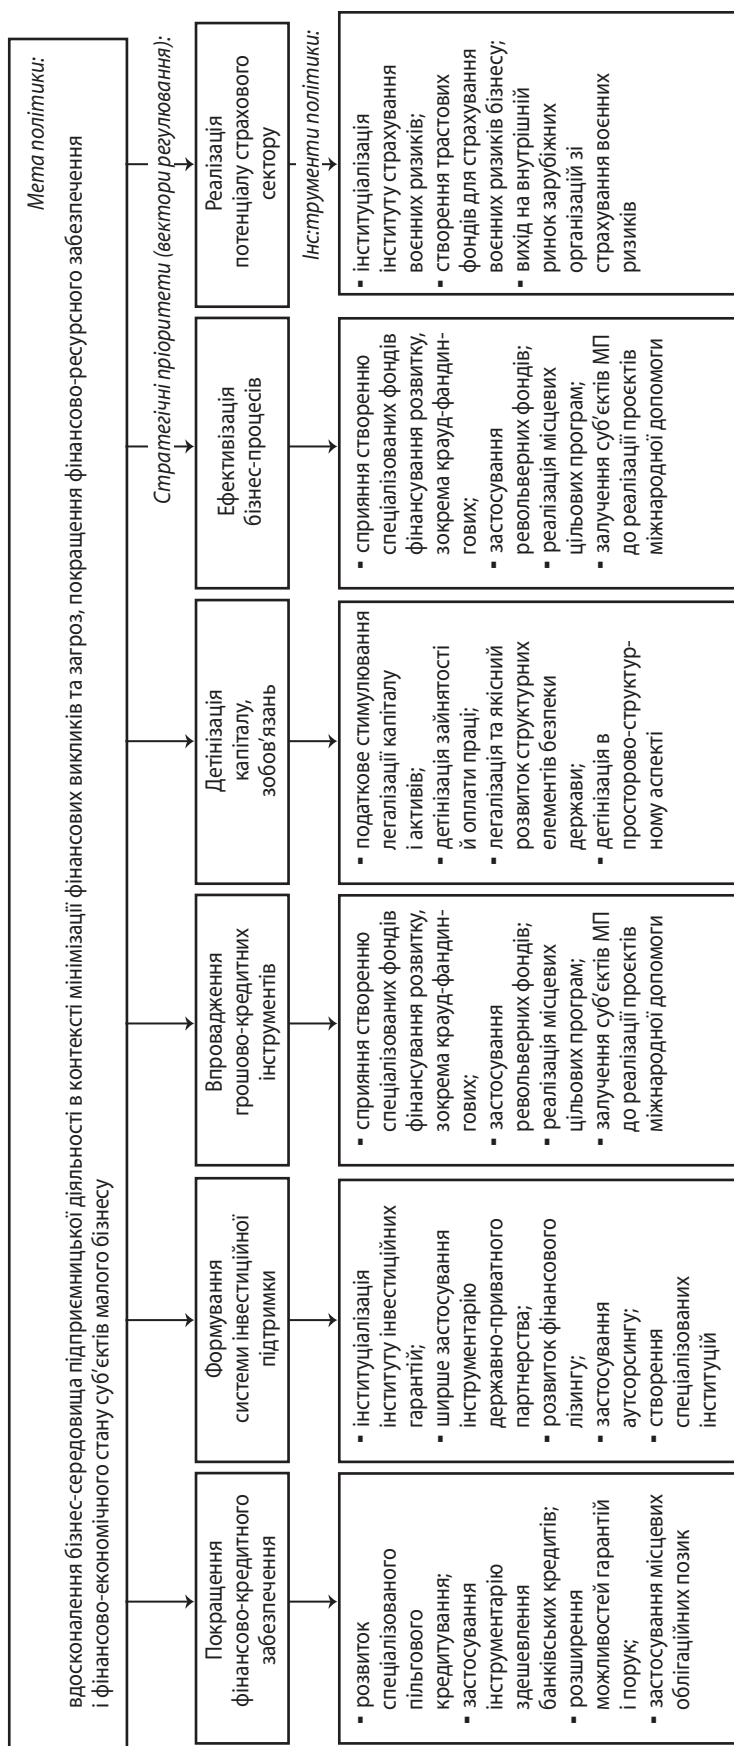 Мета політики:
вдосконалення бізнес-середовища підприємницької діяльності в контексті мінімізації фінансових викликів та загроз, покращення фінансово-ресурсного забезпечення
і фінансово-економічного стану суб’єктів малого бізнесу
Стратегічні пріоритети (вектори регулювання):
Покращення
фінансово-кредитного
забезпечення
Формування
системи інвестиційної
підтримки
Впровадження
грошово-кредитних
інструментів
Детінізація
капіталу,
зобов’язань
Ефективізація
бізнес-процесів
Реалізація
потенціалу страхового
сектору
Інс:трументи політики:
▪ розвиток
спеціалізованого
пільгового
кредитування;
▪ застосування
інструментарію
здешевлення
банківських кредитів;
▪ розширення
можливостей гарантій
і порук;
▪ застосування місцевих
облігаційних позик
▪ інституціалізація
інституту інвестиційних
гарантій;
▪ ширше застосування
інструментарію
державно-приватного
партнерства;
▪ розвиток фінансового
лізингу;
▪ застосування
аутсорсингу;
▪ створення
спеціалізованих
інституцій
▪ сприяння створенню
спеціалізованих фондів
фінансування розвитку,
зокрема крауд-фандин-
гових;
▪ застосування
револьверних фондів;
▪ реалізація місцевих
цільових програм;
▪ залучення суб’єктів МП
до реалізації проєктів
міжнародної допомоги
▪ податкове стимулювання
легалізації капіталу
і активів;
▪ детінізація зайнятості
й оплати праці;
▪ легалізація та якісний
розвиток структурних
елементів безпеки
держави;
▪ детінізація в
просторово-структур-
ному аспекті
▪ сприяння створенню
спеціалізованих фондів
фінансування розвитку,
зокрема крауд-фандин-
гових;
▪ застосування
револьверних фондів;
▪ реалізація місцевих
цільових програм;
▪ залучення суб’єктів МП
до реалізації проєктів
міжнародної допомоги
▪ інституціалізація
інституту страхування
воєнних ризиків;
▪ створення трастових
фондів для страхування
воєнних ризиків бізнесу;
▪ вихід на внутрішній
ринок зарубіжних
організацій зі
страхування воєнних
ризиків